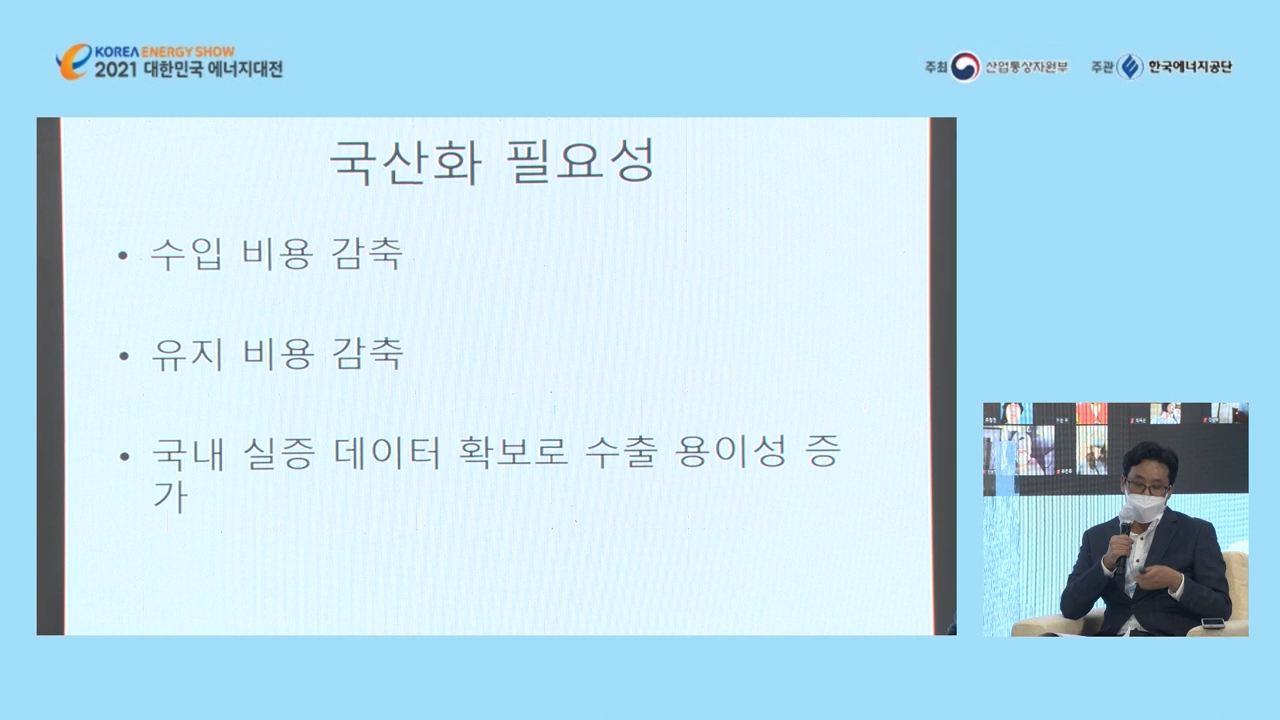 KOREA ENERGY SHOW
2021 대한민국 에너지대전
주최 산업통상자원부 주관 한국에너지공단
국산화 필요성
• 수입 비용 감축
• 유지 비용 감축
• 국내 실증 데이터 확보로 수출 용이성 증
가